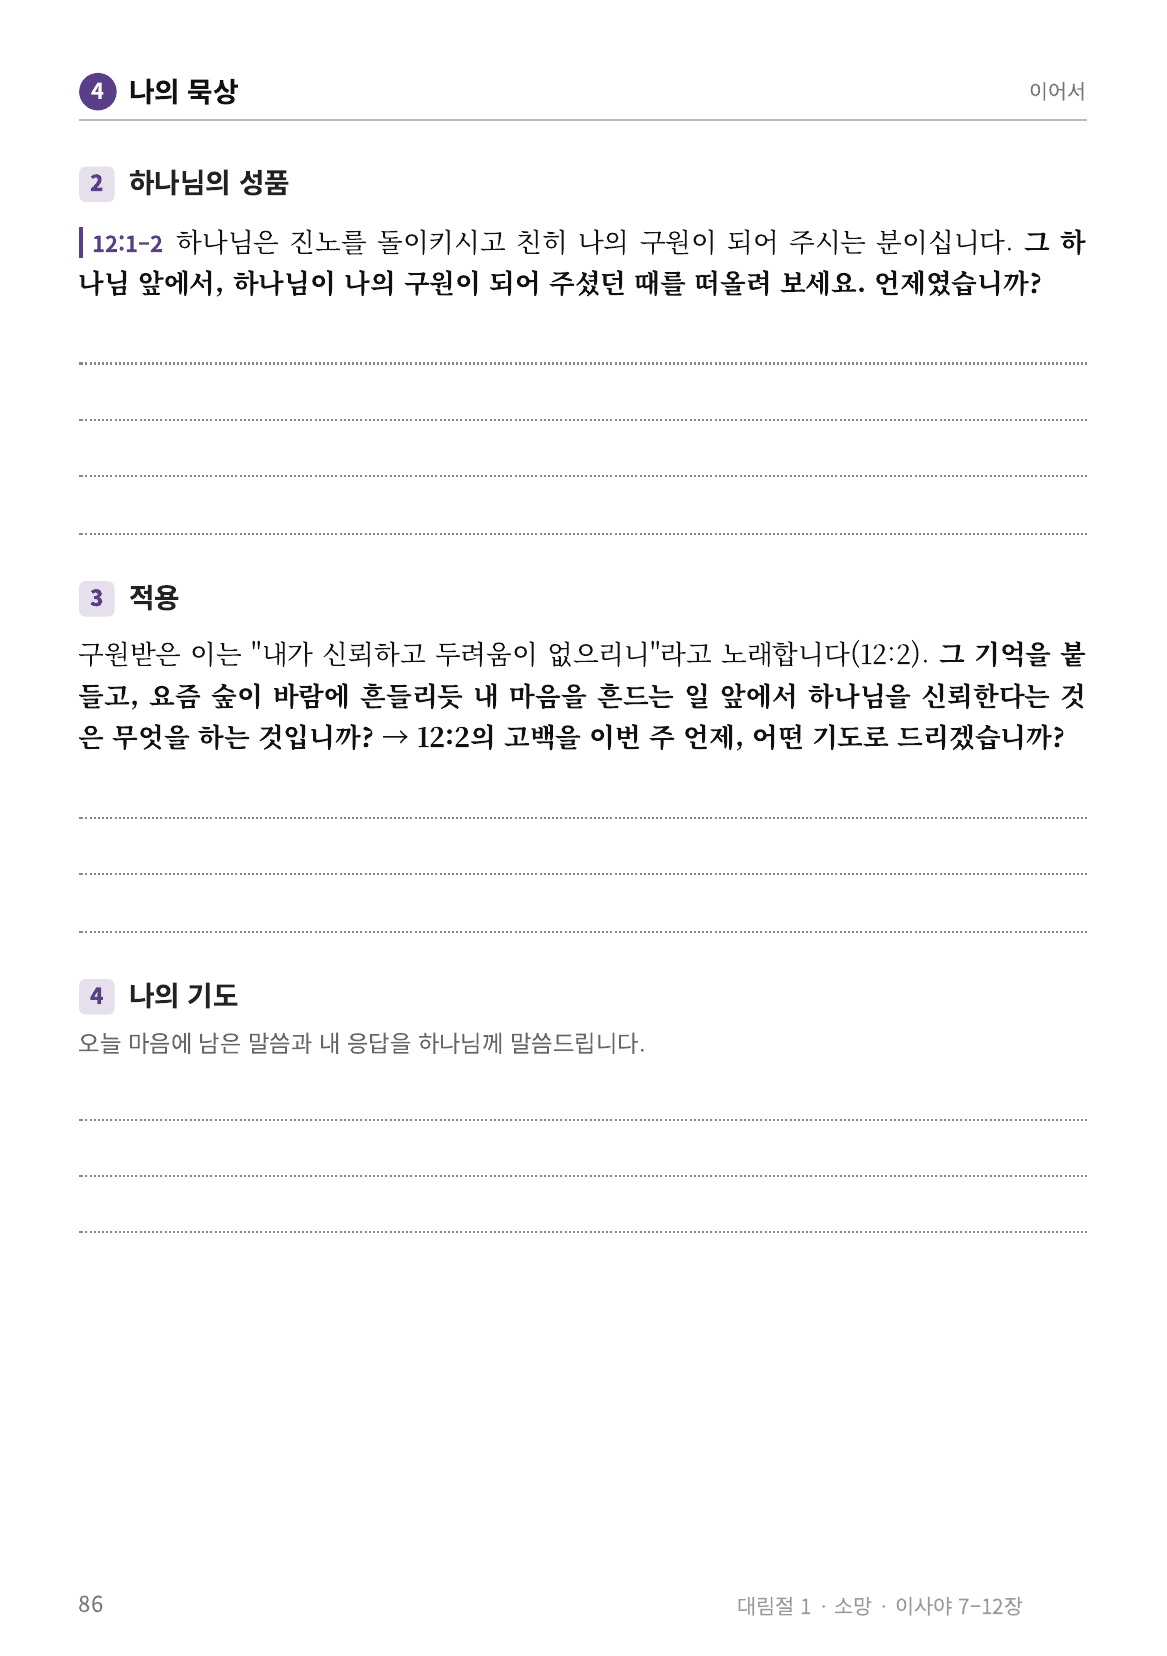 4 나의 묵상 이어서
2 하나님의 성품
12:1–2 하나님은 진노를 돌이키시고 친히 나의 구원이 되어 주시는 분이십니다. 그 하
나님 앞에서, 하나님이 나의 구원이 되어 주셨던 때를 떠올려 보세요. 언제였습니까?
3 적용
구원받은 이는 "내가 신뢰하고 두려움이 없으리니"라고 노래합니다(12:2). 그 기억을 붙
들고, 요즘 숲이 바람에 흔들리듯 내 마음을 흔드는 일 앞에서 하나님을 신뢰한다는 것
은 무엇을 하는 것입니까? → 12:2의 고백을 이번 주 언제, 어떤 기도로 드리겠습니까?
4 나의 기도
오늘 마음에 남은 말씀과 내 응답을 하나님께 말씀드립니다.
86 대림절 1 · 소망 · 이사야 7–12장